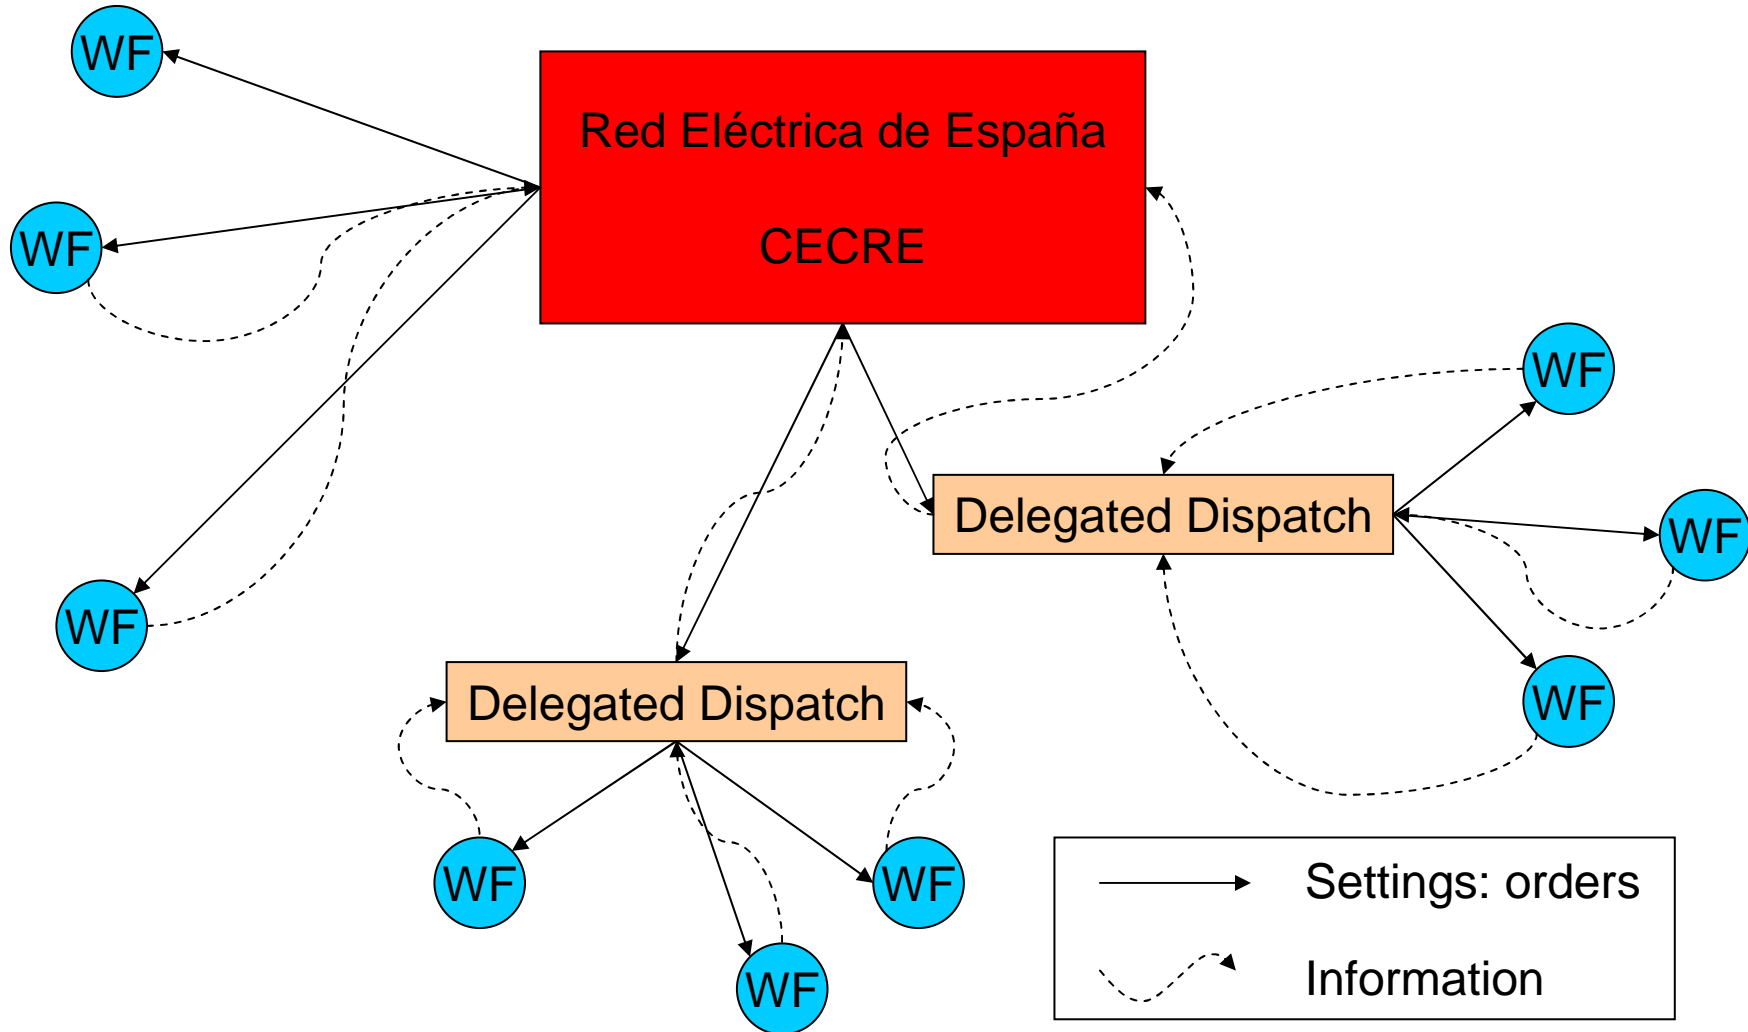 WF
Red Eléctrica de España
CECRE
WF
WF
Delegated Dispatch
WF
WF
WF
WF
Delegated Dispatch
WF
WF
WF
Settings: orders
Information